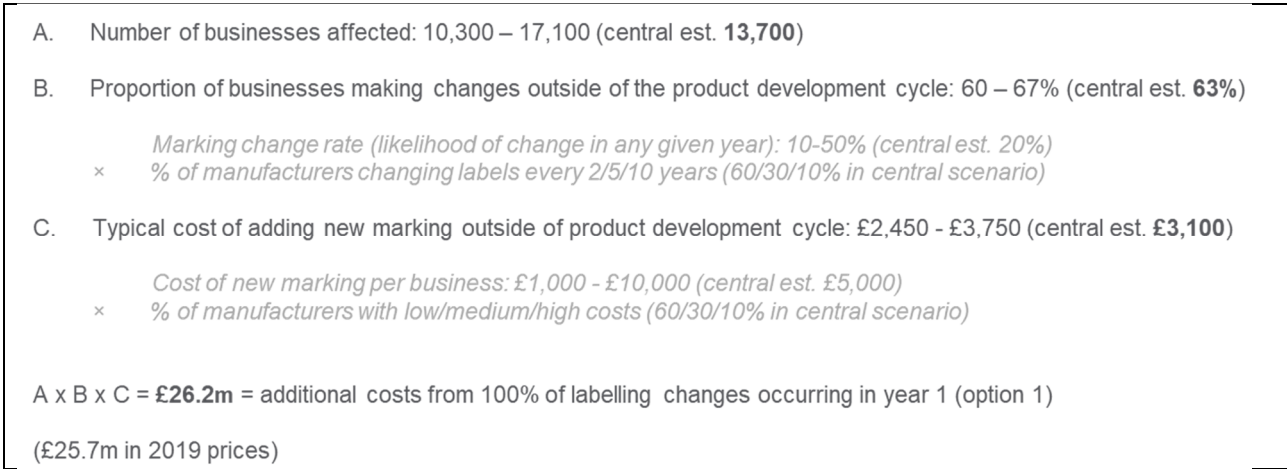 A. Number of businesses affected: 10,300 – 17,100 (central est. 13,700)
B. Proportion of businesses making changes outside of the product development cycle: 60 – 67% (central est. 63%)
Marking change rate (likelihood of change in any given year): 10-50% (central est. 20%)
× % of manufacturers changing labels every 2/5/10 years (60/30/10% in central scenario)
C. Typical cost of adding new marking outside of product development cycle: £2,450 - £3,750 (central est. £3,100)
Cost of new marking per business: £1,000 - £10,000 (central est. £5,000)
× % of manufacturers with low/medium/high costs (60/30/10% in central scenario)
A x B x C = £26.2m = additional costs from 100% of labelling changes occurring in year 1 (option 1)
(£25.7m in 2019 prices)